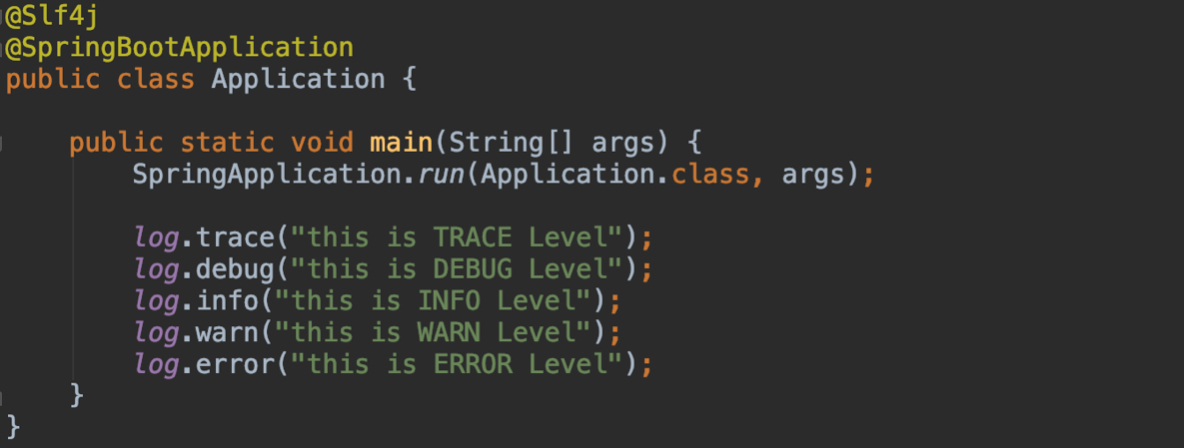 @Slf4j
@SpringBootApplication
public class Application {
public static void main(String[] args) {
SpringApplication.run(Application.class, args);
log.trace("this is TRACE Level");
log.debug("this is DEBUG Level");
log.info("this is INFO Level");
log.warn("this is WARN Level");
log.error("this is ERROR Level");
}
}